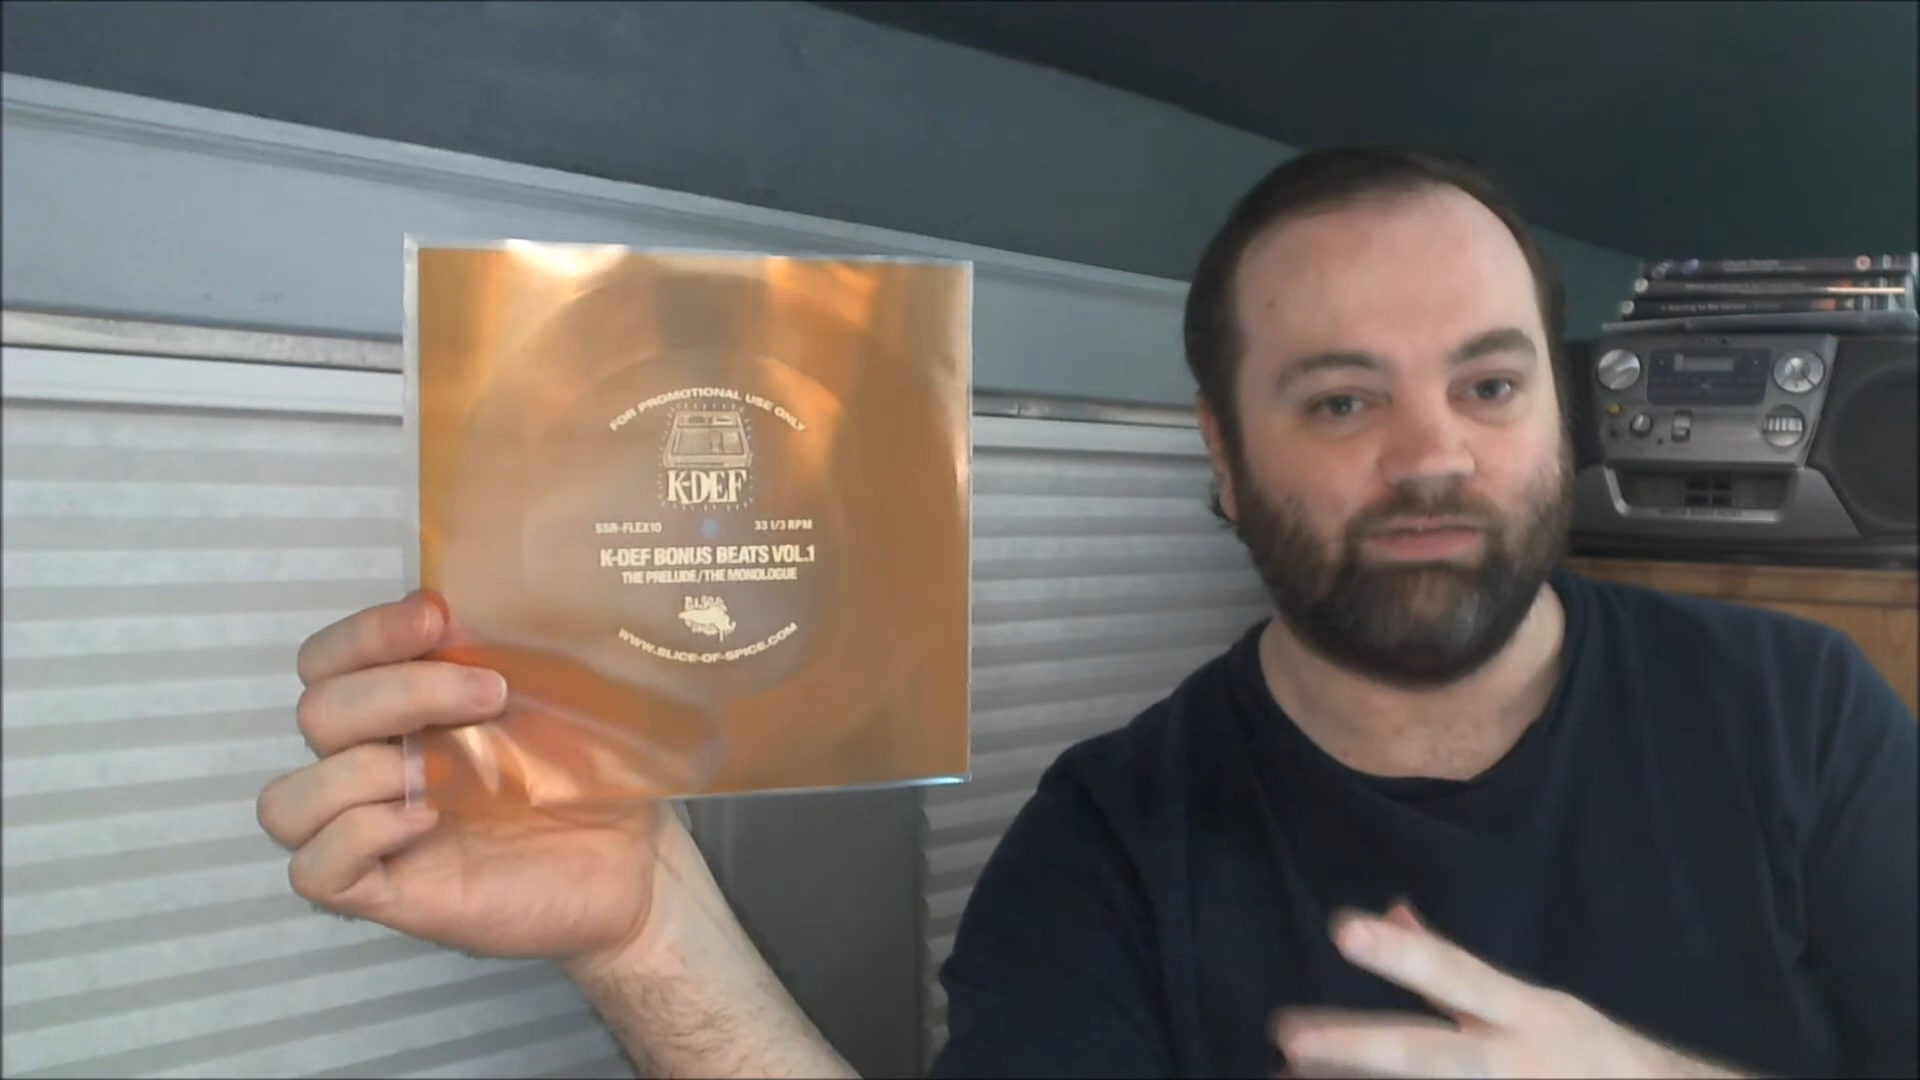 FOR PROMOTIONAL USE ONLY
K-DEF
SSR-FLEX10
33 1/3 RPM
K-DEF BONUS BEATS VOL.1
THE PRELUDE/THE MONOLOGUE
WWW.SLICE-OF-SPICE.COM